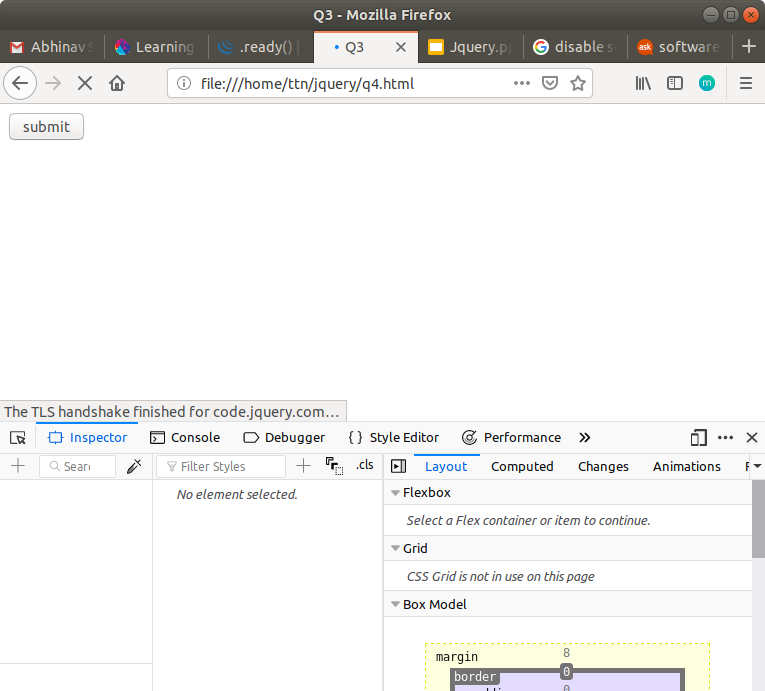 Q3 - Mozilla Firefox
Abhinav S
Learning
.ready() |
Q3
Jquery.pp
disable s
software
file:///home/ttn/jquery/q4.html
m
submit
The TLS handshake finished for code.jquery.com…
Inspector
Console
Debugger
{ } Style Editor
Performance
Sear
Filter Styles
.cls
Layout
Computed
Changes
Animations
No element selected.
Flexbox
Select a Flex container or item to continue.
Grid
CSS Grid is not in use on this page
Box Model
margin
8
border
0
0